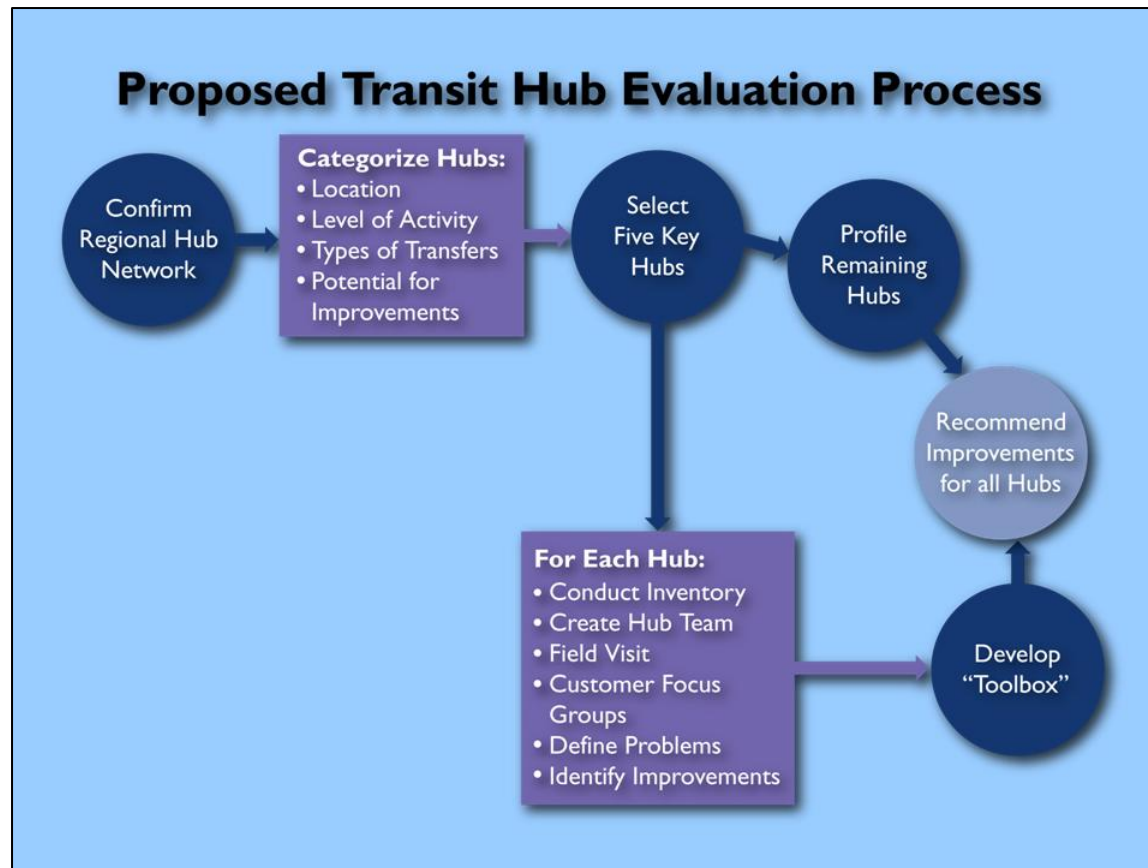 Proposed Transit Hub Evaluation Process
Confirm
Regional Hub
Network
Categorize Hubs:
• Location
• Level of Activity
• Types of Transfers
• Potential for
Improvements
Select
Five Key
Hubs
Profile
Remaining
Hubs
Recommend
Improvements
for all Hubs
For Each Hub:
• Conduct Inventory
• Create Hub Team
• Field Visit
• Customer Focus
Groups
• Define Problems
• Identify Improvements
Develop
“Toolbox”